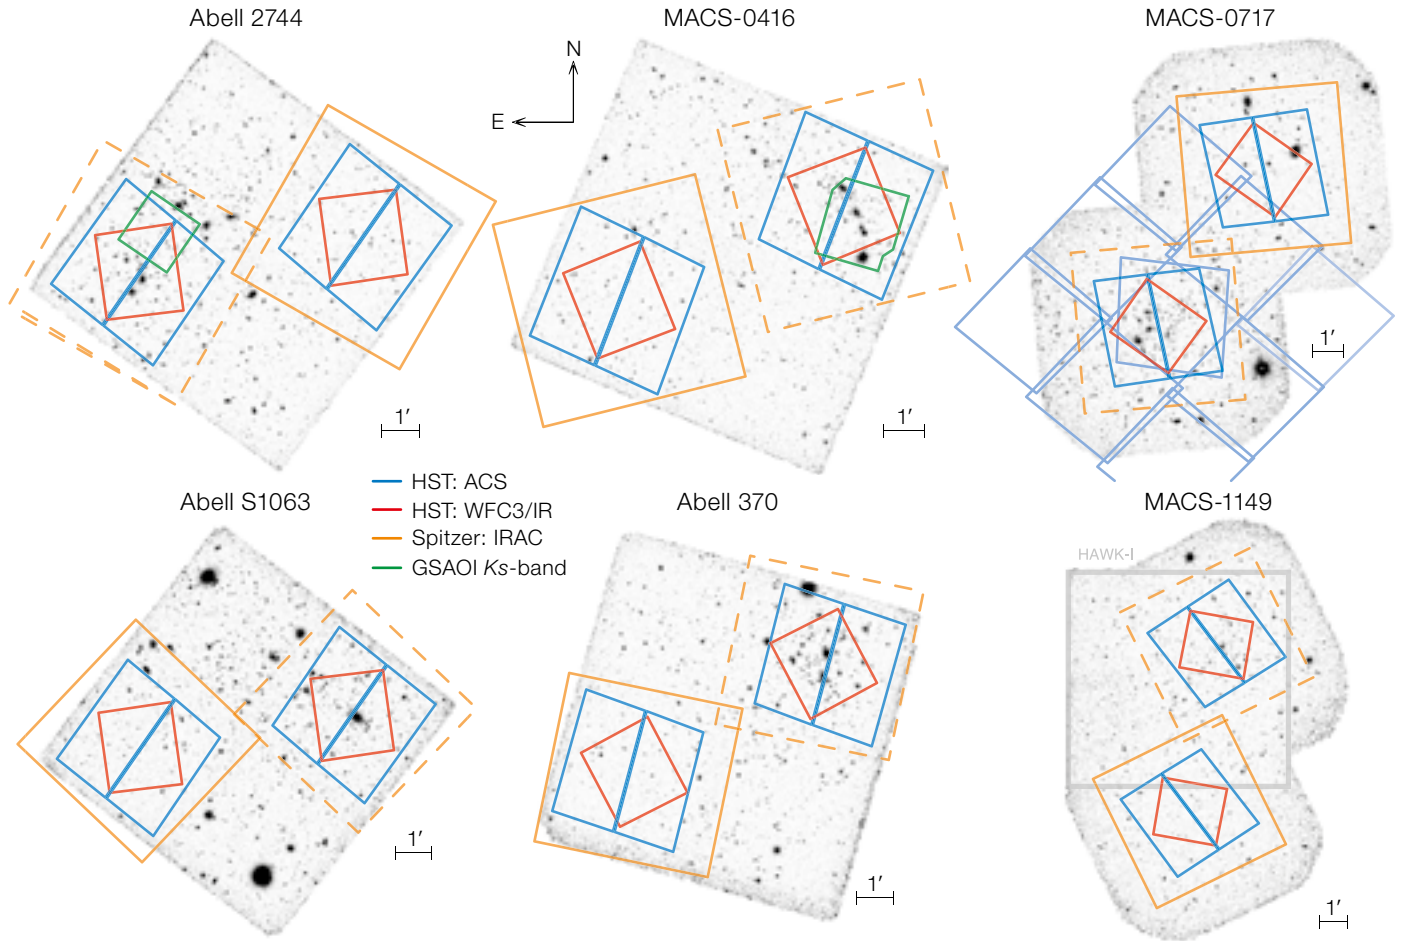 Abell 2744
MACS-0416
MACS-0717
N
E
1′
1′
1′
HST: ACS
HST: WFC3/IR
Spitzer: IRAC
GSAOI Ks-band
Abell S1063
Abell 370
MACS-1149
HAWK-I
1′
1′
1′